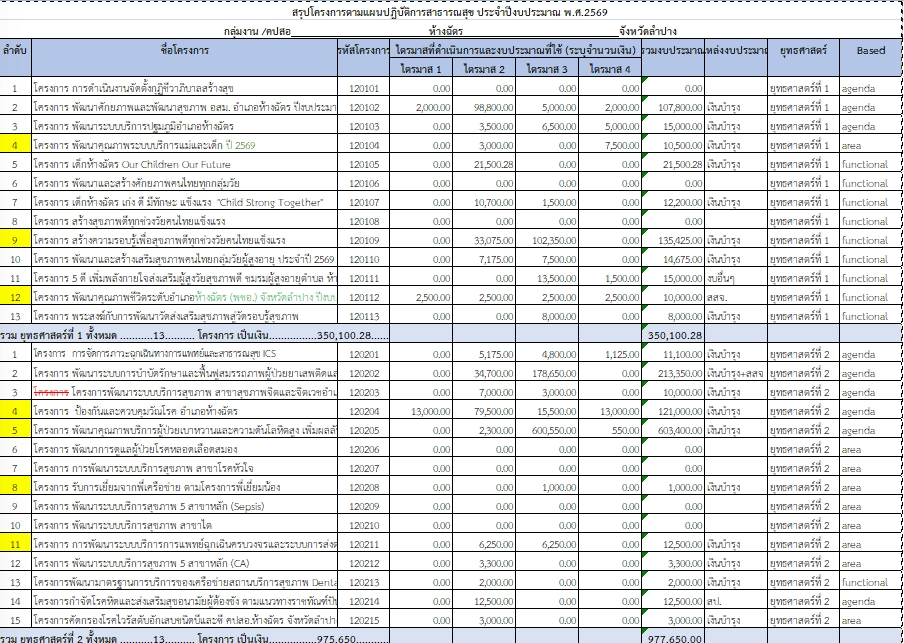 สรุปโครงการตามแผนปฏิบัติการสาธารณสุข ประจำปีงบประมาณ พ.ศ.2569
กลุ่มงาน /คปสอ ห้างฉัตร จังหวัดลำปาง
ลำดับ ชื่อโครงการ รหัสโครงการ ไตรมาสที่ดำเนินการและงบประมาณที่ใช้ (ระบุจำนวนเงิน) รวมงบประมาณ แหล่งงบประมาณ ยุทธศาสตร์ Based
ไตรมาส 1 ไตรมาส 2 ไตรมาส 3 ไตรมาส 4
1 โครงการ การดำเนินงานจัดตั้งกุฏิชีวาภิบาลสร้างสุข 120101 0.00 0.00 0.00 0.00 0.00 ยุทธศาสตร์ที่ 1 agenda
2 โครงการ พัฒนาศักยภาพและพัฒนาสุขภาพ อสม. อำเภอห้างฉัตร ปีงบประมา 120102 2,000.00 98,800.00 5,000.00 2,000.00 107,800.00 เงินบำรุง ยุทธศาสตร์ที่ 1 agenda
3 โครงการ พัฒนาระบบบริการปฐมภูมิอำเภอห้างฉัตร 120103 0.00 3,500.00 6,500.00 5,000.00 15,000.00 เงินบำรุง ยุทธศาสตร์ที่ 1 agenda
4 โครงการ พัฒนาคุณภาพระบบบริการแม่และเด็ก ปี 2569 120104 0.00 3,000.00 0.00 7,500.00 10,500.00 เงินบำรุง ยุทธศาสตร์ที่ 1 area
5 โครงการ เด็กห้างฉัตร Our Children Our Future 120105 0.00 21,500.28 0.00 0.00 21,500.28 เงินบำรุง ยุทธศาสตร์ที่ 1 functional
6 โครงการ พัฒนาและสร้างศักยภาพคนไทยทุกกลุ่มวัย 120106 0.00 0.00 0.00 0.00 0.00 ยุทธศาสตร์ที่ 1 functional
7 โครงการ เด็กห้างฉัตร เก่ง ดี มีทักษะ แข็งแรง "Child Strong Together" 120107 0.00 10,700.00 1,500.00 0.00 12,200.00 เงินบำรุง ยุทธศาสตร์ที่ 1 functional
8 โครงการ สร้างสุขภาพดีทุกช่วงวัยคนไทยแข็งแรง 120108 0.00 0.00 0.00 0.00 0.00 ยุทธศาสตร์ที่ 1 functional
9 โครงการ สร้างความรอบรู้เพื่อสุขภาพดีทุกช่วงวัยคนไทยแข็งแรง 120109 0.00 33,075.00 102,350.00 0.00 135,425.00 เงินบำรุง ยุทธศาสตร์ที่ 1 functional
10 โครงการ พัฒนาและสร้างเสริมสุขภาพคนไทยกลุ่มวัยผู้สูงอายุ ประจำปี 2569 120110 0.00 7,175.00 7,500.00 0.00 14,675.00 เงินบำรุง ยุทธศาสตร์ที่ 1 functional
11 โครงการ 5 ดี เพิ่มพลังกายใจส่งเสริมผู้สูงวัยสุขภาพดี ชมรมผู้สูงอายุตำบล ห้า 120111 0.00 0.00 13,500.00 1,500.00 15,000.00 งบอื่นๆ ยุทธศาสตร์ที่ 1 functional
12 โครงการ พัฒนาคุณภาพชีวิตระดับอำเภอห้างฉัตร (พชอ.) จังหวัดลำปาง ปีงบป 120112 2,500.00 2,500.00 2,500.00 2,500.00 10,000.00 สสจ. ยุทธศาสตร์ที่ 1 functional
13 โครงการ พระสงฆ์กับการพัฒนาวัดส่งเสริมสุขภาพสู่วัดรอบรู้สุขภาพ 120113 0.00 0.00 8,000.00 0.00 8,000.00 เงินบำรุง ยุทธศาสตร์ที่ 1 functional
รวม ยุทธศาสตร์ที่ 1 ทั้งหมด ...........13.......... โครงการ เป็นเงิน................350,100.28...... 350,100.28
1 โครงการ การจัดการภาวะฉุกเฉินทางการแพทย์และสาธารณสุข ICS 120201 0.00 5,175.00 4,800.00 1,125.00 11,100.00 เงินบำรุง ยุทธศาสตร์ที่ 2 agenda
2 โครงการ พัฒนาระบบการบำบัดรักษาและฟื้นฟูสมรรถภาพผู้ป่วยยาเสพติดแล 120202 0.00 34,700.00 178,650.00 0.00 213,350.00 เงินบำรุง+สสจ ยุทธศาสตร์ที่ 2 agenda
3 โครงการ โครงการพัฒนาระบบบริการสุขภาพ สาขาสุขภาพจิตและจิตเวชอำเ 120203 0.00 7,000.00 3,000.00 0.00 10,000.00 เงินบำรุง ยุทธศาสตร์ที่ 2 agenda
4 โครงการ ป้องกันและควบคุมวัณโรค อำเภอห้างฉัตร 120204 13,000.00 79,500.00 15,500.00 13,000.00 121,000.00 เงินบำรุง ยุทธศาสตร์ที่ 2 agenda
5 โครงการ พัฒนาคุณภาพบริการผู้ป่วยเบาหวานและความดันโลหิตสูง เพิ่มผลลั 120205 0.00 2,300.00 600,550.00 550.00 603,400.00 เงินบำรุง ยุทธศาสตร์ที่ 2 agenda
6 โครงการ พัฒนาการดูแลผู้ป่วยโรคหลอดเลือดสมอง 120206 0.00 0.00 0.00 0.00 0.00 ยุทธศาสตร์ที่ 2 area
7 โครงการ การพัฒนาระบบบริการสุขภาพ สาขาโรคหัวใจ 120207 0.00 0.00 0.00 0.00 0.00 ยุทธศาสตร์ที่ 2 area
8 โครงการ รับการเยี่ยมจากพี่เครือข่าย ตามโครงการพี่เยี่ยมน้อง 120208 0.00 0.00 1,000.00 0.00 1,000.00 เงินบำรุง ยุทธศาสตร์ที่ 2 area
9 โครงการ พัฒนาระบบบริการสุขภาพ 5 สาขาหลัก (Sepsis) 120209 0.00 0.00 0.00 0.00 0.00 ยุทธศาสตร์ที่ 2 area
10 โครงการ พัฒนาระบบบริการสุขภาพ สาขาไต 120210 0.00 0.00 0.00 0.00 0.00 ยุทธศาสตร์ที่ 2 area
11 โครงการ การพัฒนาระบบบริการการแพทย์ฉุกเฉินครบวงจรและระบบการส่งต 120211 0.00 6,250.00 6,250.00 0.00 12,500.00 เงินบำรุง ยุทธศาสตร์ที่ 2 area
12 โครงการ พัฒนาระบบบริการสุขภาพ 5 สาขาหลัก (CA) 120212 0.00 3,300.00 0.00 0.00 3,300.00 เงินบำรุง ยุทธศาสตร์ที่ 2 area
13 โครงการพัฒนามาตรฐานการบริการของเครือข่ายสถานบริการสุขภาพ Denta 120213 0.00 2,000.00 0.00 0.00 2,000.00 เงินบำรุง ยุทธศาสตร์ที่ 2 functional
14 โครงการกำจัดโรคหิดและส่งเสริมสุขอนามัยผู้ต้องขัง ตามแนวทางราชทัณฑ์ปั 120214 0.00 12,500.00 0.00 0.00 12,500.00 สป. ยุทธศาสตร์ที่ 2 agenda
15 โครงการคัดกรองโรคไวรัสตับอักเสบชนิดบีและซี คปสอ.ห้างฉัตร จังหวัดลำปา 120215 0.00 3,000.00 0.00 0.00 3,000.00 เงินบำรุง ยุทธศาสตร์ที่ 2 agenda
รวม ยุทธศาสตร์ที่ 2 ทั้งหมด ...........13.......... โครงการ เป็นเงิน................975,650........... 977,650.00